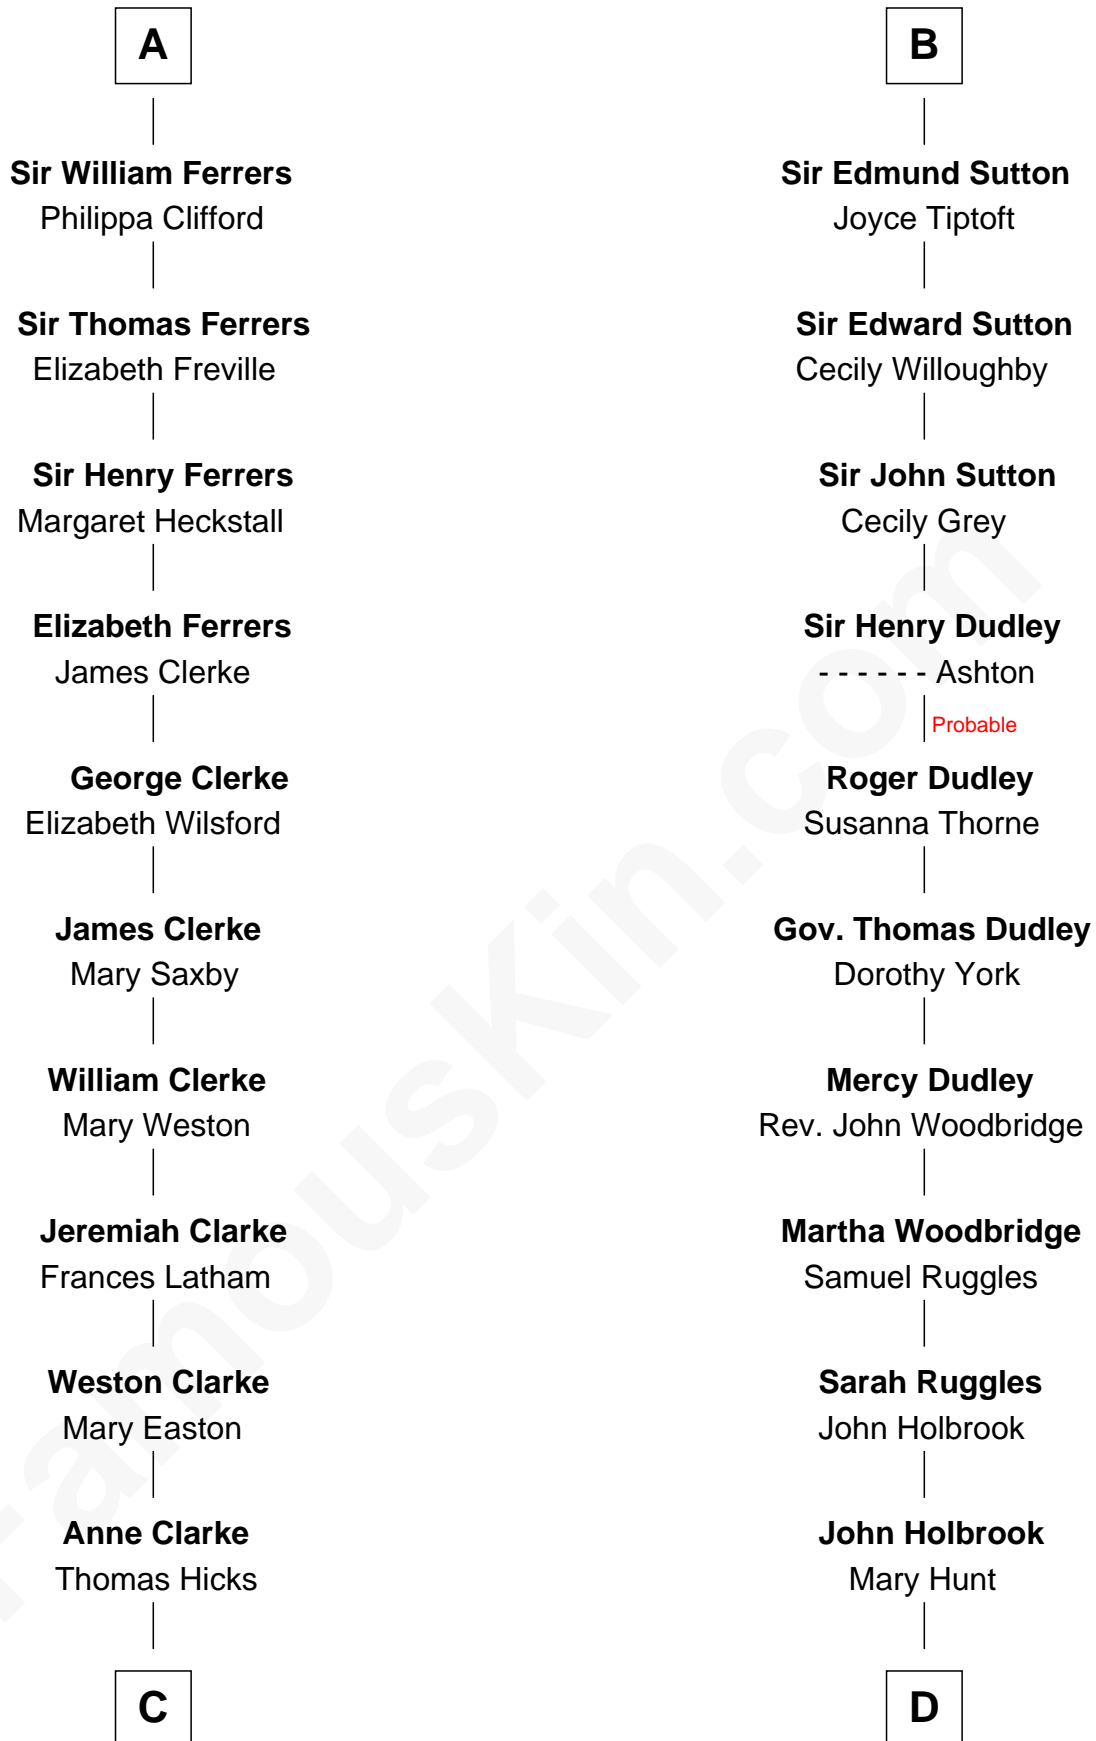 A
Sir William Ferrers
Philippa Clifford
Sir Thomas Ferrers
Elizabeth Freville
Sir Henry Ferrers
Margaret Heckstall
Elizabeth Ferrers
James Clerke
George Clerke
Elizabeth Wilsford
James Clerke
Mary Saxby
William Clerke
Mary Weston
Jeremiah Clarke
Frances Latham
Weston Clarke
Mary Easton
Anne Clarke
Thomas Hicks
C
B
Sir Edmund Sutton
Joyce Tiptoft
Sir Edward Sutton
Cecily Willoughby
Sir John Sutton
Cecily Grey
Sir Henry Dudley
- - - - - - Ashton
Probable
Roger Dudley
Susanna Thorne
Gov. Thomas Dudley
Dorothy York
Mercy Dudley
Rev. John Woodbridge
Martha Woodbridge
Samuel Ruggles
Sarah Ruggles
John Holbrook
John Holbrook
Mary Hunt
D
FamousKin.com